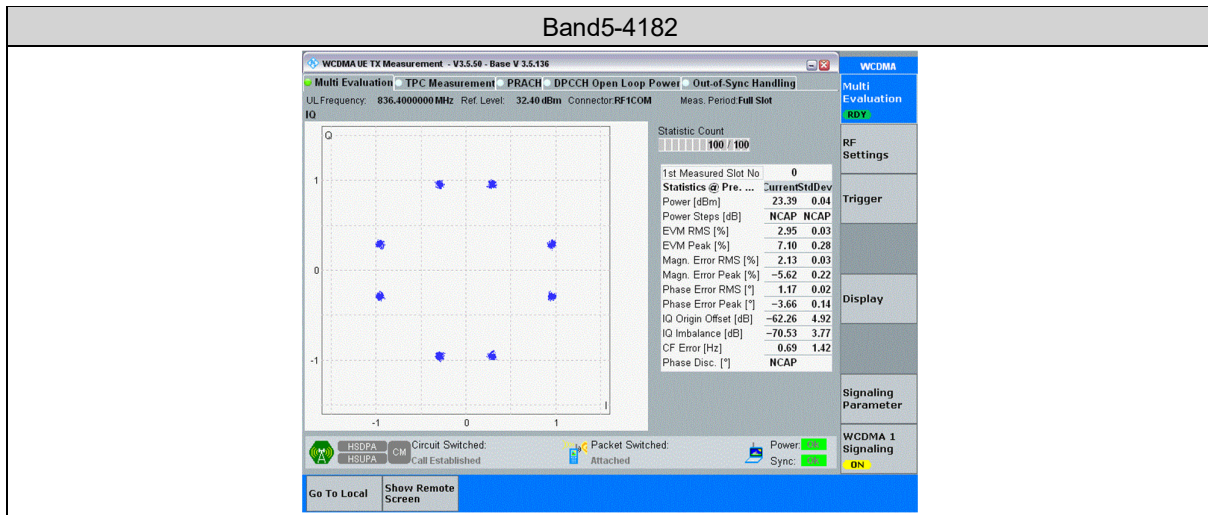 Band5-4182
WCDMA UE TX Measurement - V3.5.50 - Base V 3.5.136
WCDMA
Multi Evaluation TPC Measurement PRACH DPCCH Open Loop Power Out-of-Sync Handling
UL Frequency: 836.4000000 MHz Ref. Level: 32.40 dBm Connector:RF1COM Meas. Period:Full Slot
IQ
Q
1
0
-1
-1 0 1
I
Statistic Count
100 / 100
1st Measured Slot No 0
Statistics @ Pre. ... Current StdDev
Power [dBm] 23.39 0.04
Power Steps [dB] NCAP NCAP
EVM RMS [%] 2.95 0.03
EVM Peak [%] 7.10 0.28
Magn. Error RMS [%] 2.13 0.03
Magn. Error Peak [%] −5.62 0.22
Phase Error RMS [°] 1.17 0.02
Phase Error Peak [°] −3.66 0.14
IQ Origin Offset [dB] −62.26 4.92
IQ Imbalance [dB] −70.53 3.77
CF Error [Hz] 0.69 1.42
Phase Disc. [°] NCAP
Multi
Evaluation
RDY
RF
Settings
Trigger
Display
Signaling
Parameter
WCDMA 1
Signaling
ON
HSDPA
HSUPA
CM
Circuit Switched:
Call Established
Packet Switched:
Attached
Power: OK
Sync: OK
Go To Local
Show Remote
Screen